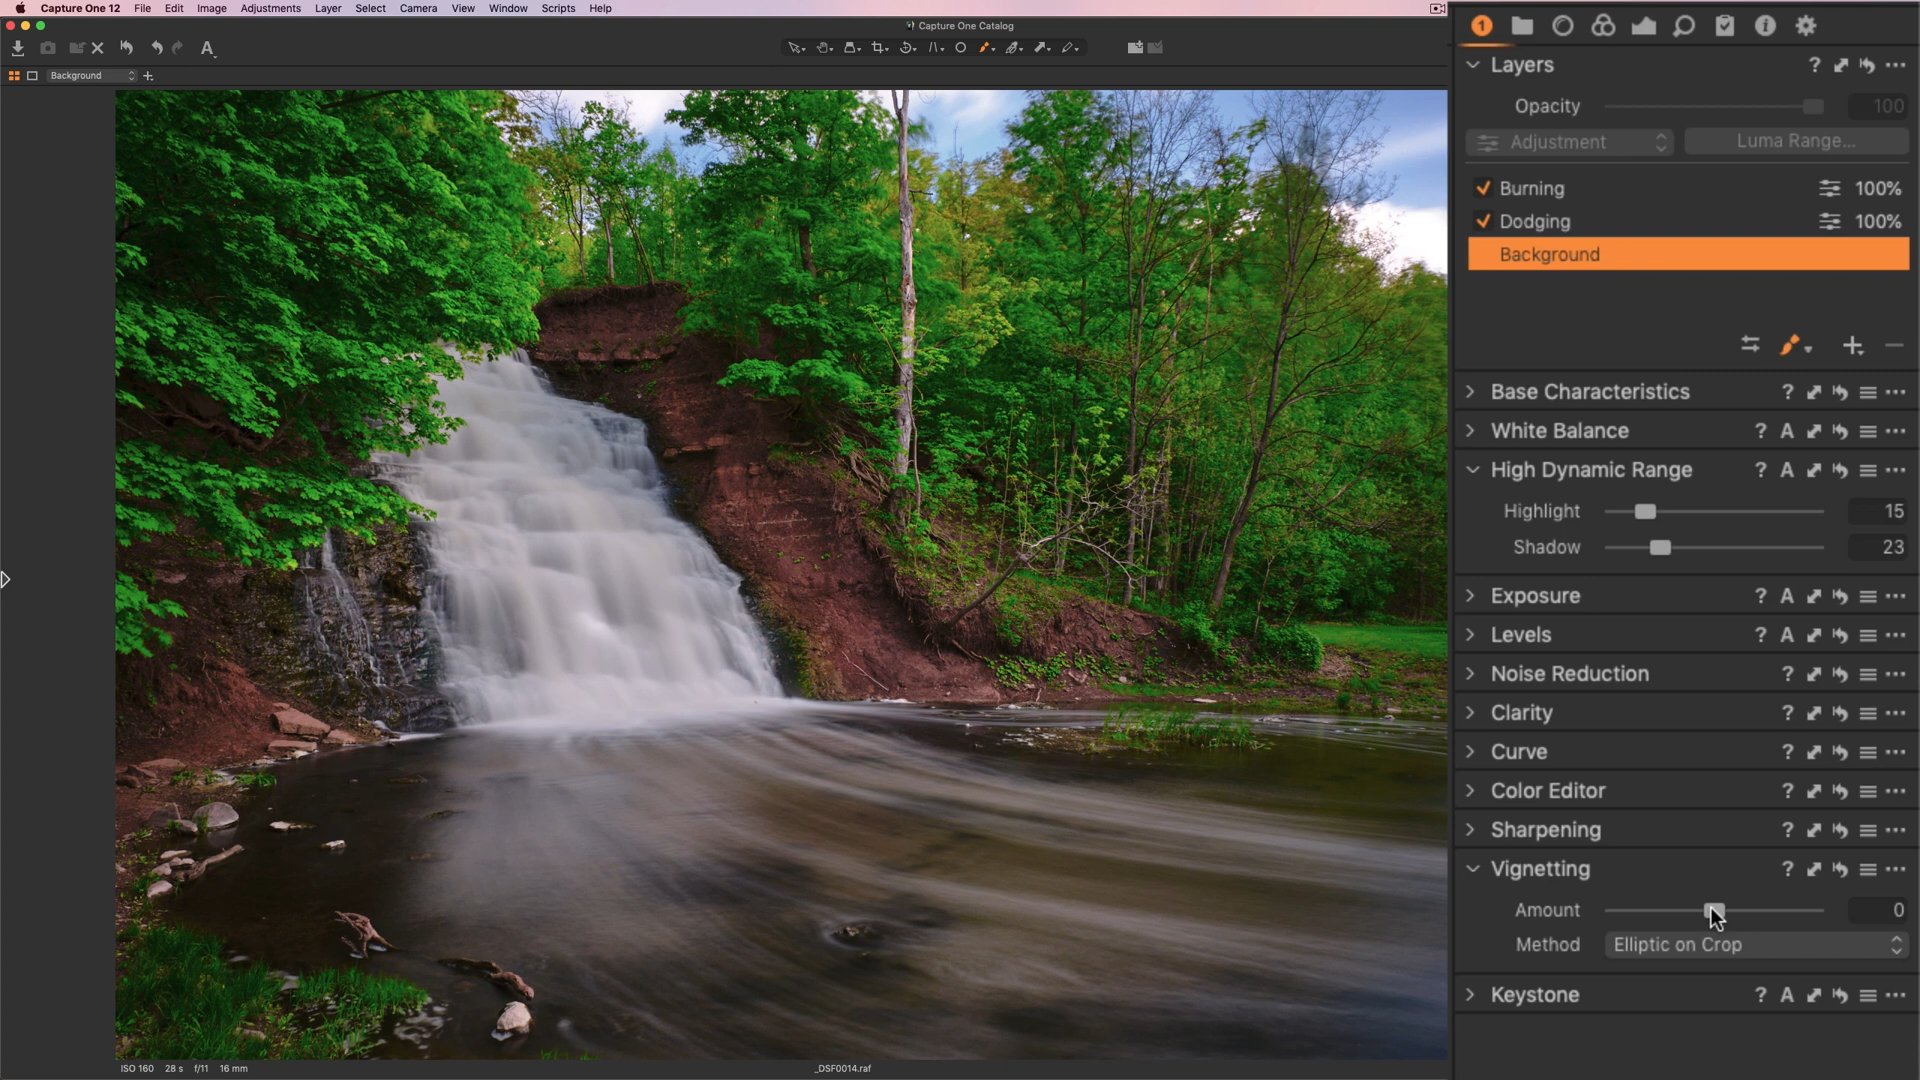 Capture One 12 File Edit Image Adjustments Layer Select Camera View Window Scripts Help
Capture One Catalog
A
Background
1
Layers ?
Opacity 100
Adjustment Luma Range...
Burning 100%
Dodging 100%
Background
Base Characteristics ?
White Balance ? A
High Dynamic Range ? A
Highlight 15
Shadow 23
Exposure ? A
Levels ? A
Noise Reduction ?
Clarity ?
Curve ?
Color Editor ?
Sharpening ?
Vignetting ?
Amount 0
Method Elliptic on Crop
Keystone ? A
ISO 160 28 s f/11 16 mm
_DSF0014.raf